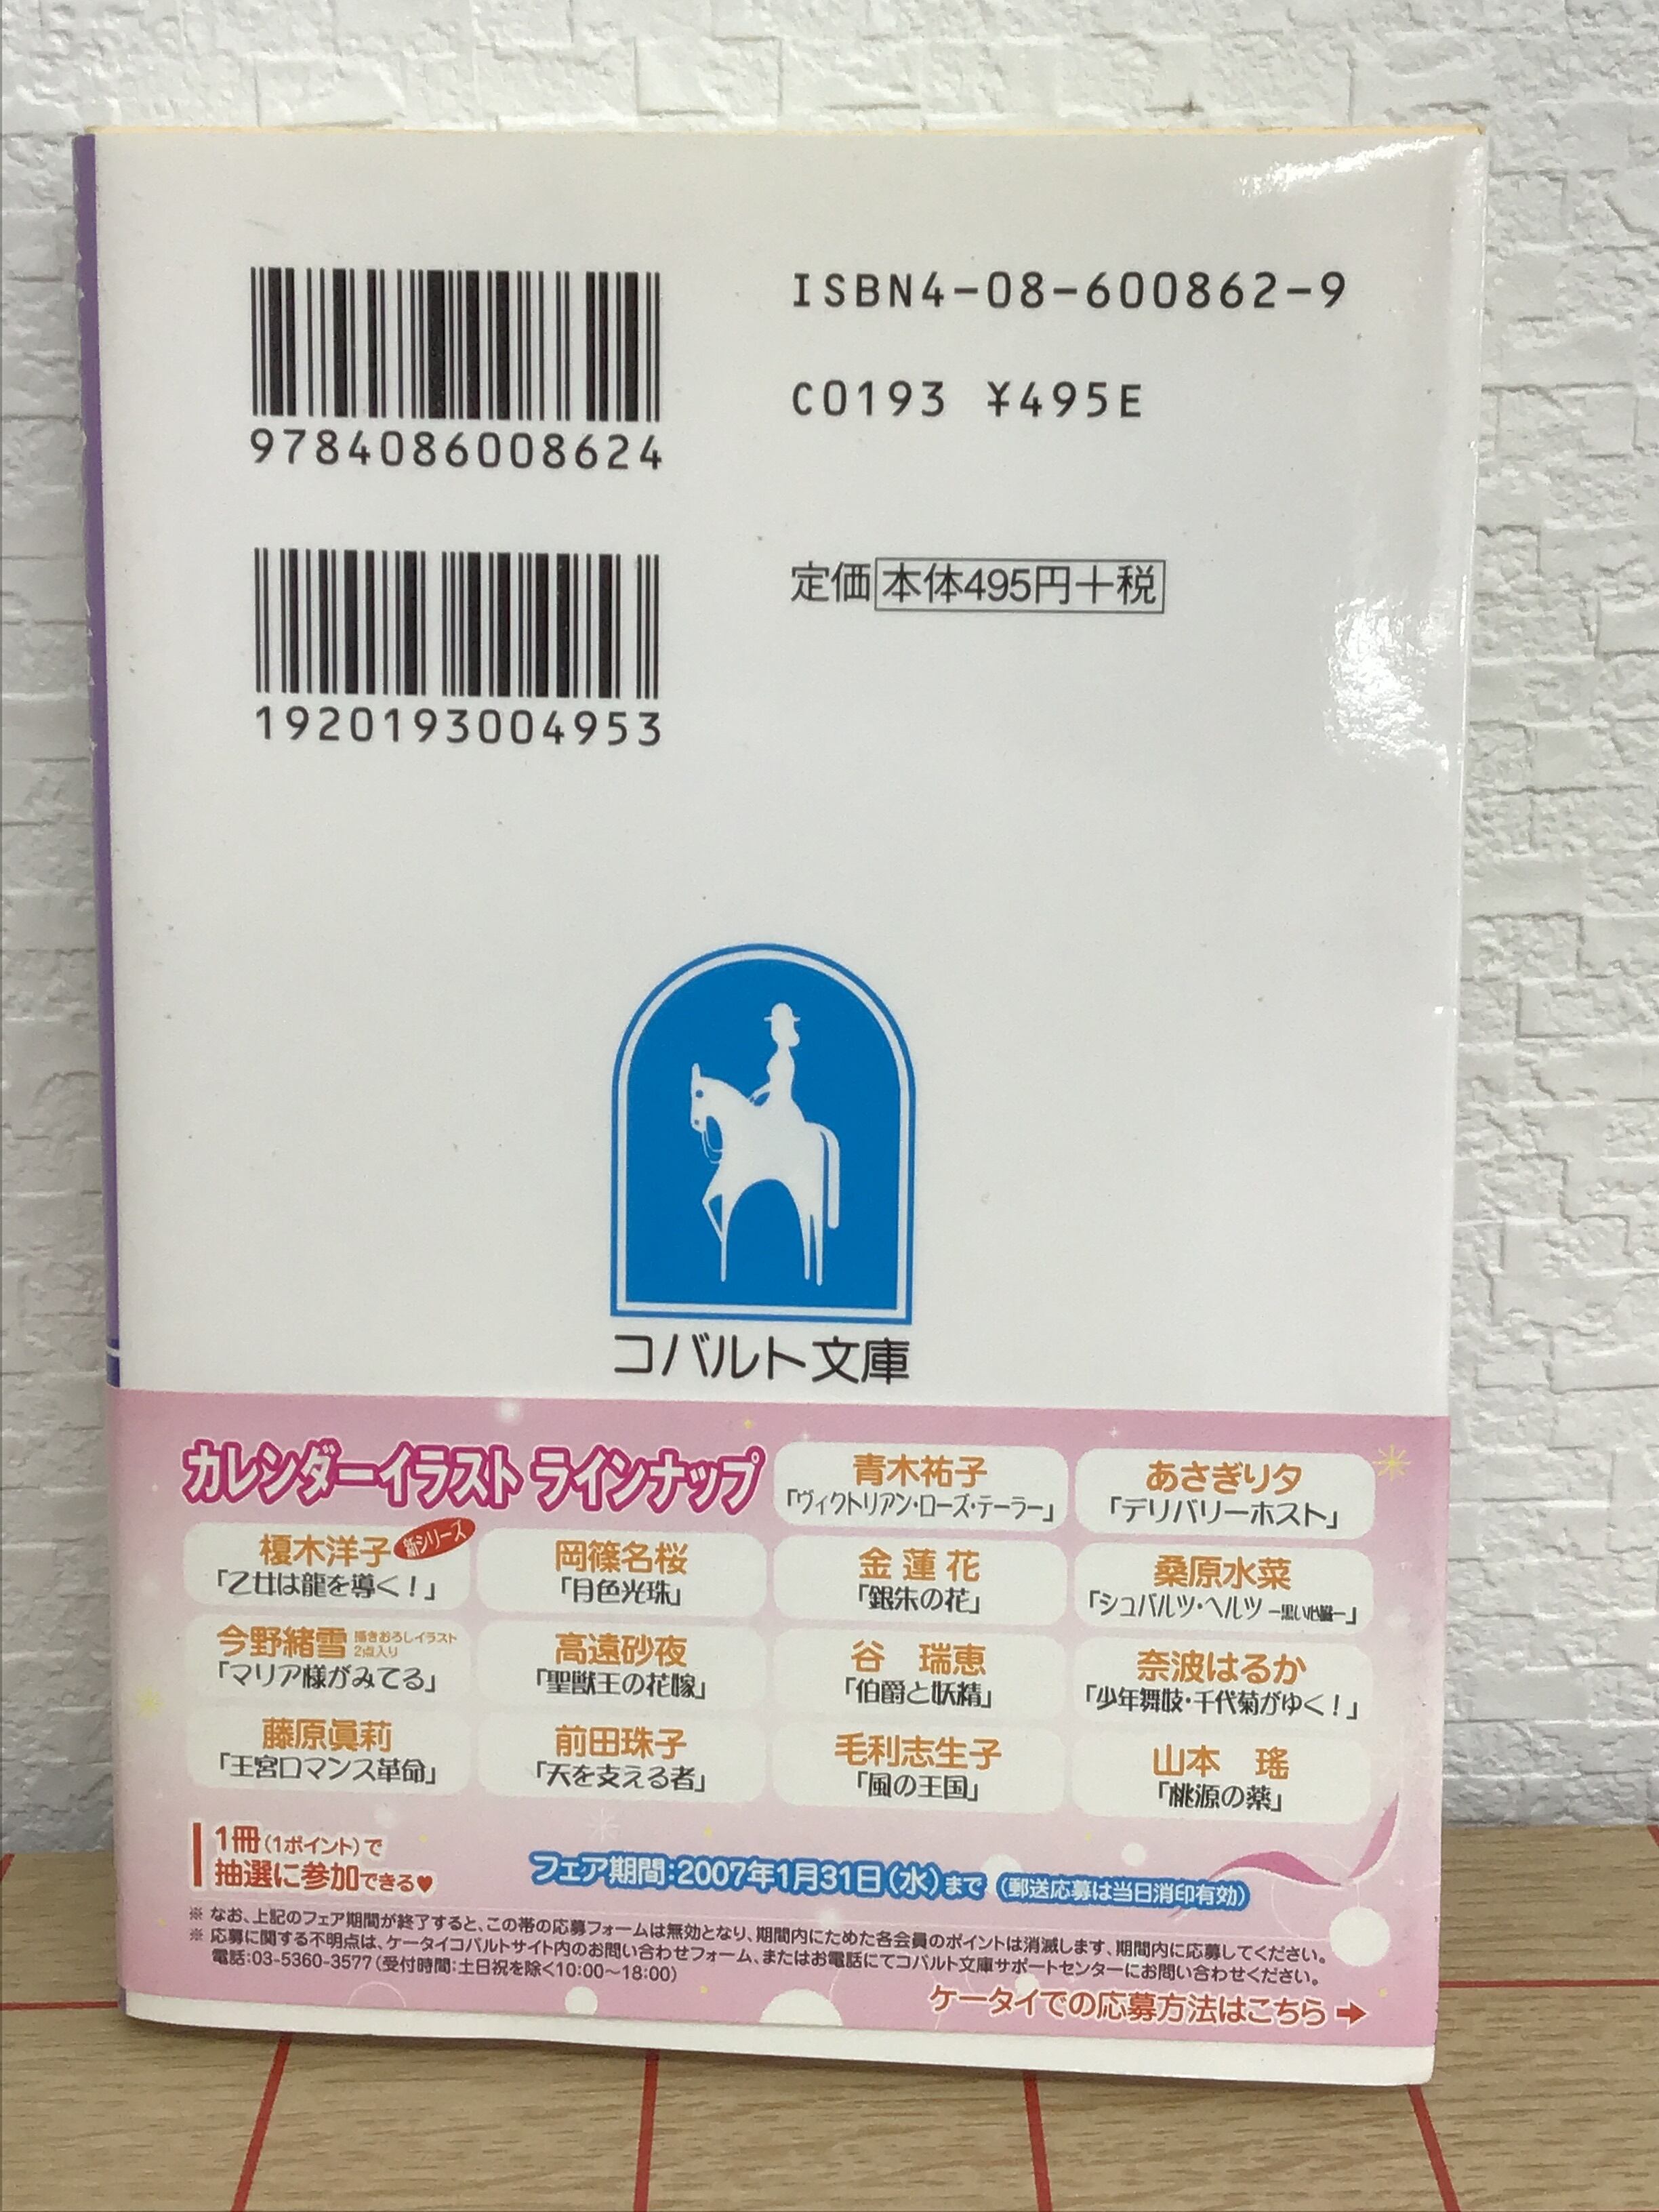 ISBN4-08-600862-9
9784086008624
C0193 ¥495E
1920193004953
定価 本体495円＋税
コバルト文庫
カレンダーイラスト ラインナップ
青木祐子
「ヴィクトリアン・ローズ・テーラー」
あさぎり夕
「デリバリーホスト」
榎木洋子 新シリーズ
「乙女は龍を導く！」
岡篠名桜
「月色光珠」
金蓮花
「銀朱の花」
桑原水菜
「シュバルツ・ヘルツ ―黒い心臓―」
今野緒雪 描きおろしイラスト2点入り
「マリア様がみてる」
高遠砂夜
「聖獣王の花嫁」
谷 瑞恵
「伯爵と妖精」
奈波はるか
「少年舞妓・千代菊がゆく！」
藤原眞莉
「王宮ロマンス革命」
前田珠子
「天を支える者」
毛利志生子
「風の王国」
山本 瑤
「桃源の薬」
1冊（1ポイント）で
抽選に参加できる♥
フェア期間：2007年1月31日（水）まで（郵送応募は当日消印有効）
※ なお、上記のフェア期間が終了すると、この帯の応募フォームは無効となり、期間内にためた各会員のポイントは消滅します、期間内に応募してください。
※ 応募に関する不明点は、ケータイコバルトサイト内のお問い合わせフォーム、またはお電話にてコバルト文庫サポートセンターにお問い合わせください。
電話：03-5360-3577（受付時間：土日祝を除く10：00～18：00）
ケータイでの応募方法はこちら ➡